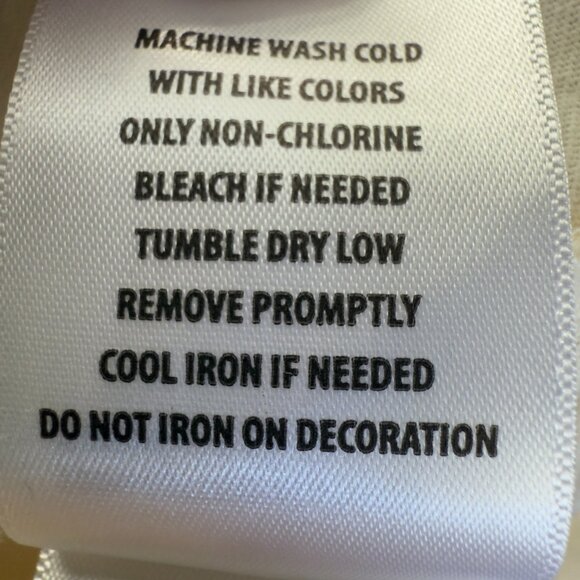 MACHINE WASH COLD
WITH LIKE COLORS
ONLY NON-CHLORINE
BLEACH IF NEEDED
TUMBLE DRY LOW
REMOVE PROMPTLY
COOL IRON IF NEEDED
DO NOT IRON ON DECORATION